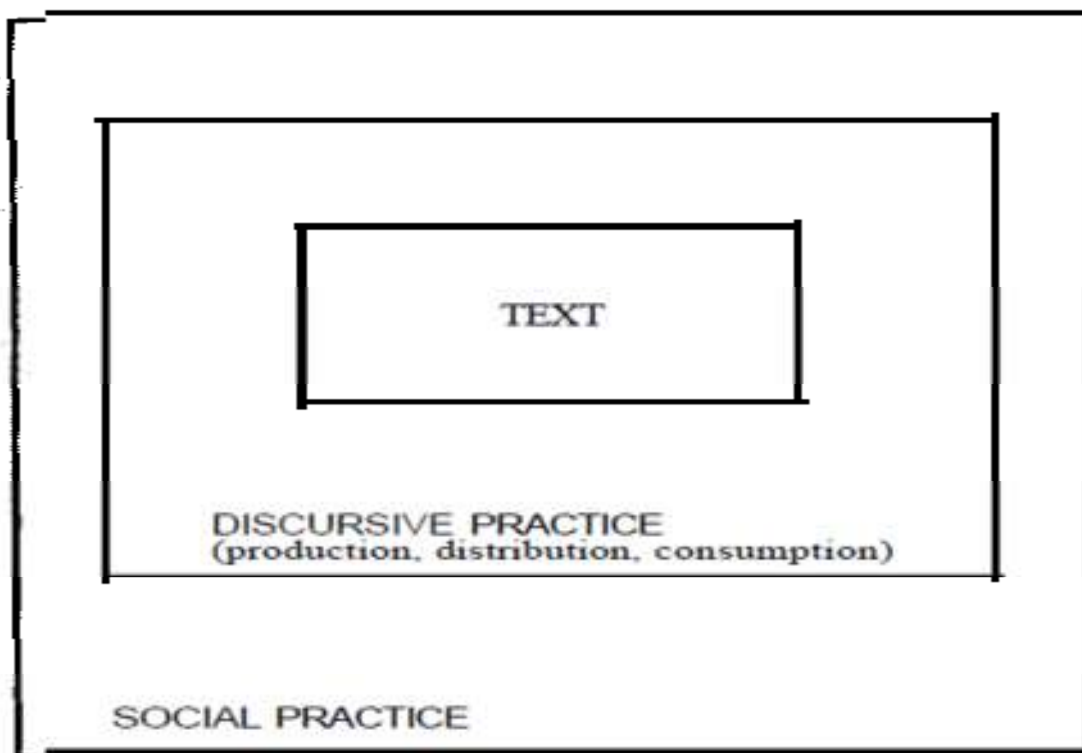 TEXT
DISCURSIVE PRACTICE
(production, distribution, consumption)
SOCIAL PRACTICE